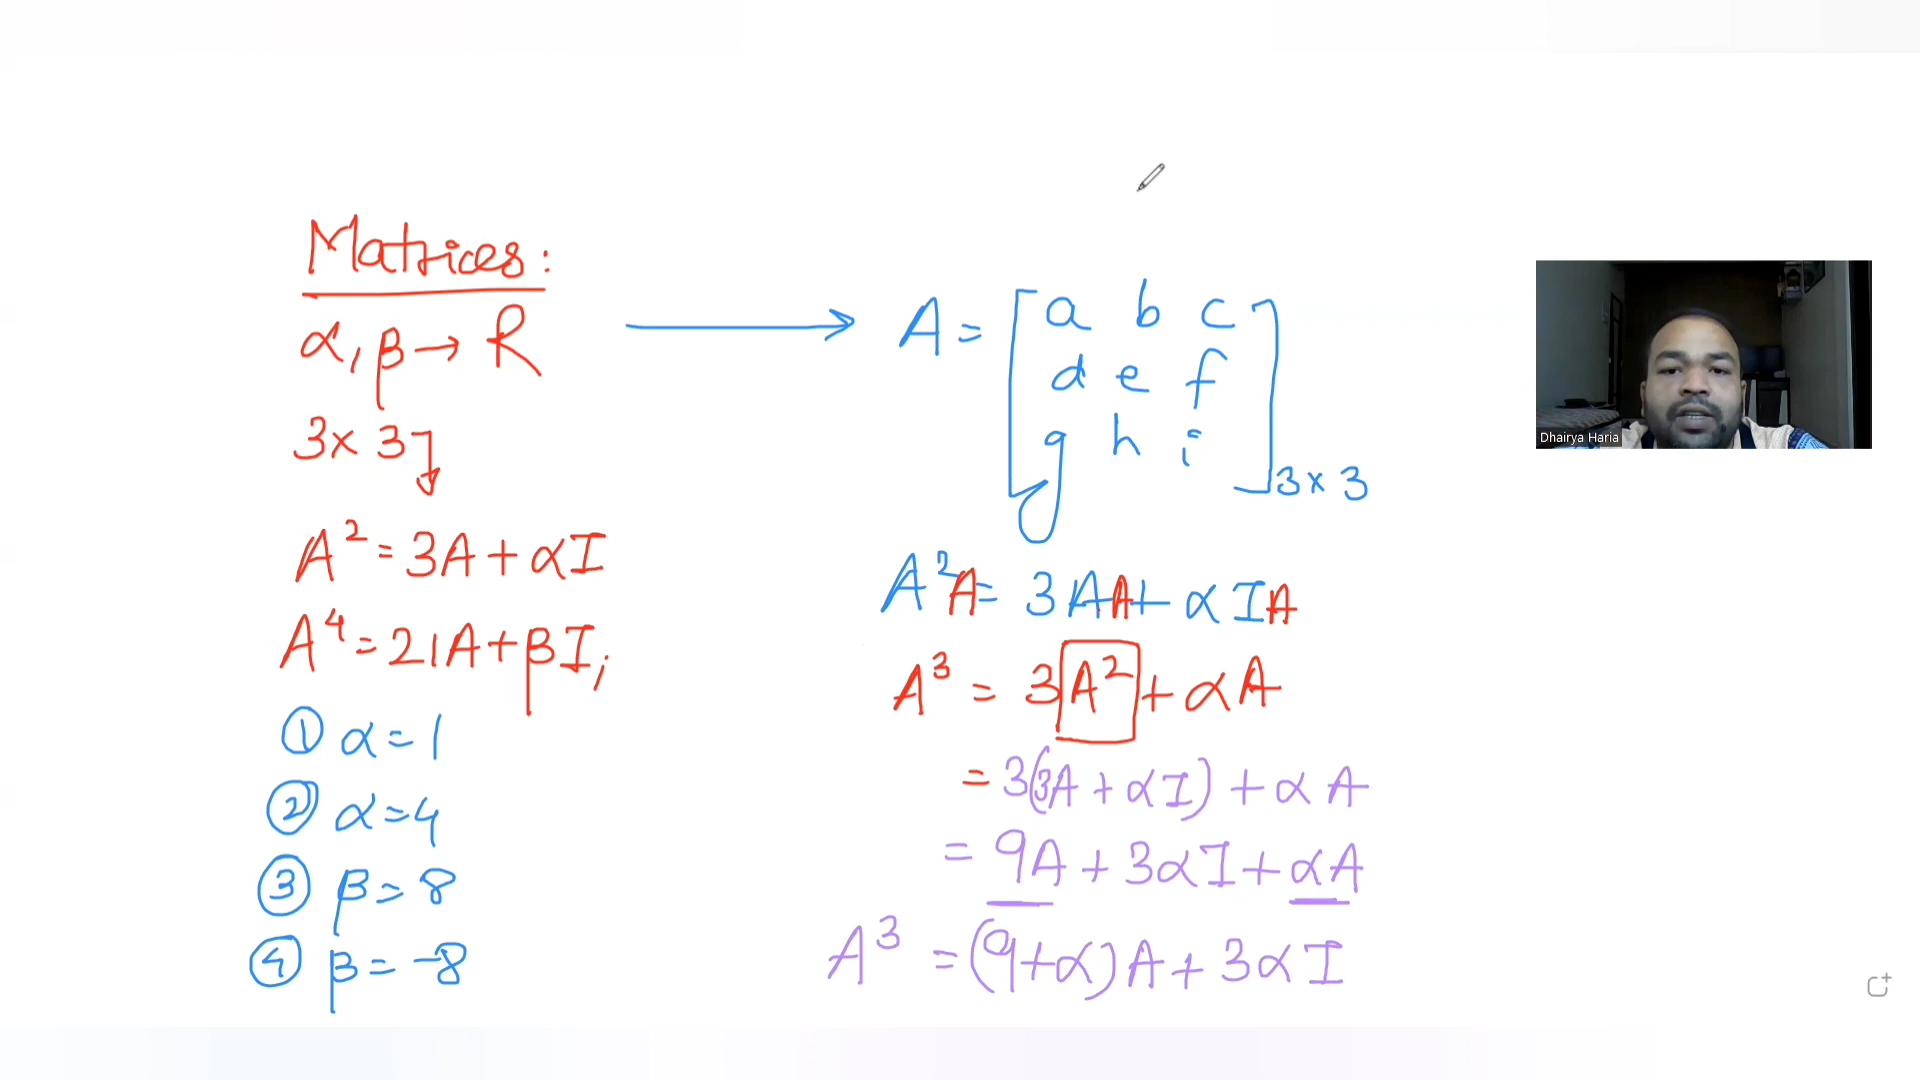 Matrices:
α, β → R
3 x 3
A² = 3A + αI
A⁴ = 21A + βI;
① α = 1
② α = 4
③ β = 8
④ β = -8
A = [ a b c
d e f
g h i ] 3 x 3
A²A = 3AA + αIA
A³ = 3A² + αA
= 3(3A + αI) + αA
= 9A + 3αI + αA
A³ = (9+α)A + 3αI
Dhairya Haria